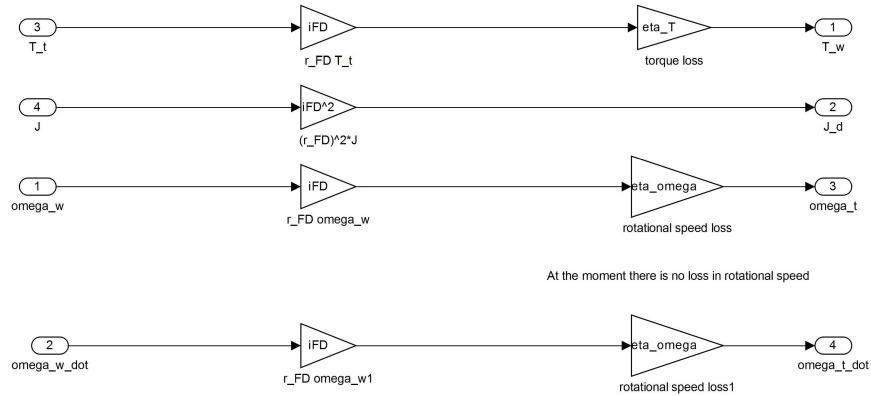 3
iFD
eta_T
1
T_t
r_FD T_t
torque loss
T_w
4
iFD^2
2
J
(r_FD)^2*J
J_d
1
iFD
eta_omega
3
omega_w
r_FD omega_w
rotational speed loss
omega_t
At the moment there is no loss in rotational speed
2
iFD
eta_omega
4
omega_w_dot
r_FD omega_w1
rotational speed loss1
omega_t_dot